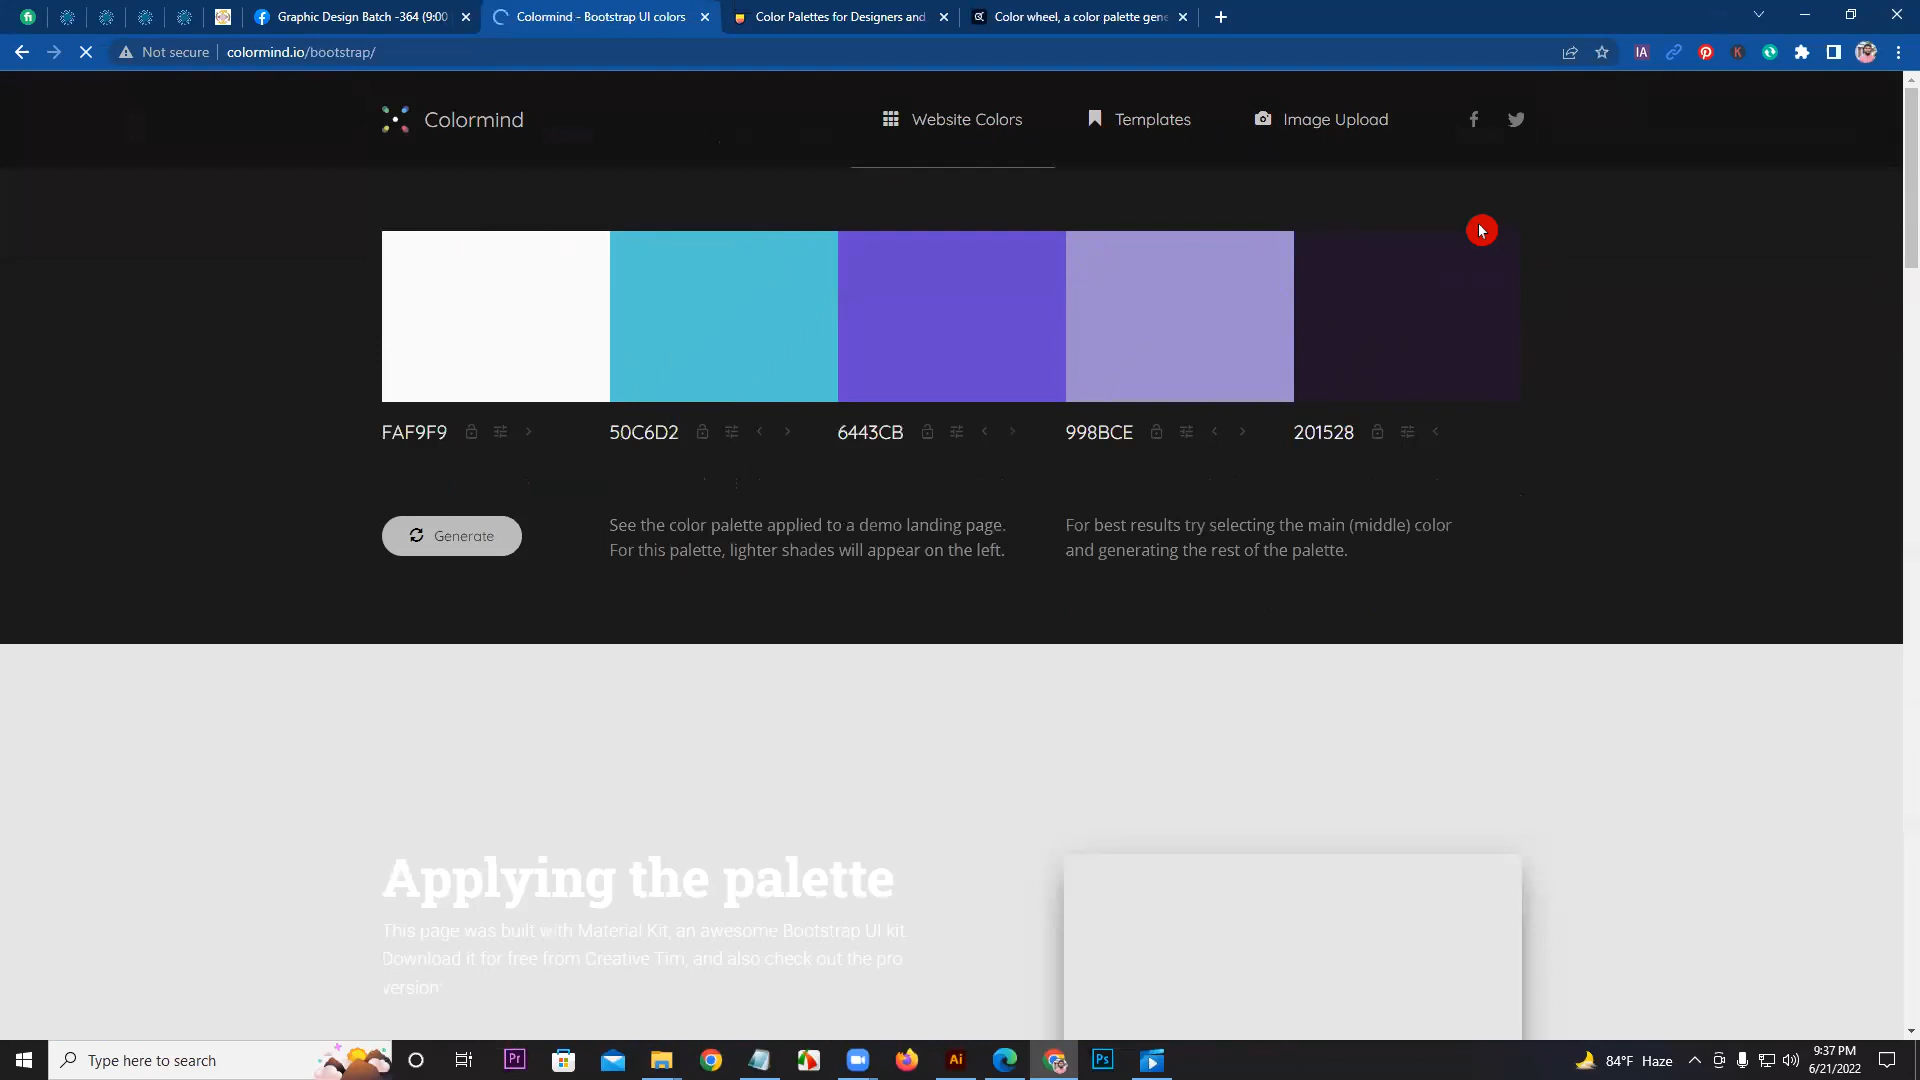 Graphic Design Batch -364 (9:00
Colormind - Bootstrap UI colors
Color Palettes for Designers and
Color wheel, a color palette gene
Not secure
colormind.io/bootstrap/
IA
K
Colormind
Website Colors
Templates
Image Upload
FAF9F9
50C6D2
6443CB
998BCE
201528
Generate
See the color palette applied to a demo landing page.
For this palette, lighter shades will appear on the left.
For best results try selecting the main (middle) color
and generating the rest of the palette.
Applying the palette
This page was built with Material Kit, an awesome Bootstrap UI kit.
Download it for free from Creative Tim, and also check out the pro
version:
Type here to search
Pr
Ai
Ps
84°F Haze
9:37 PM
6/21/2022